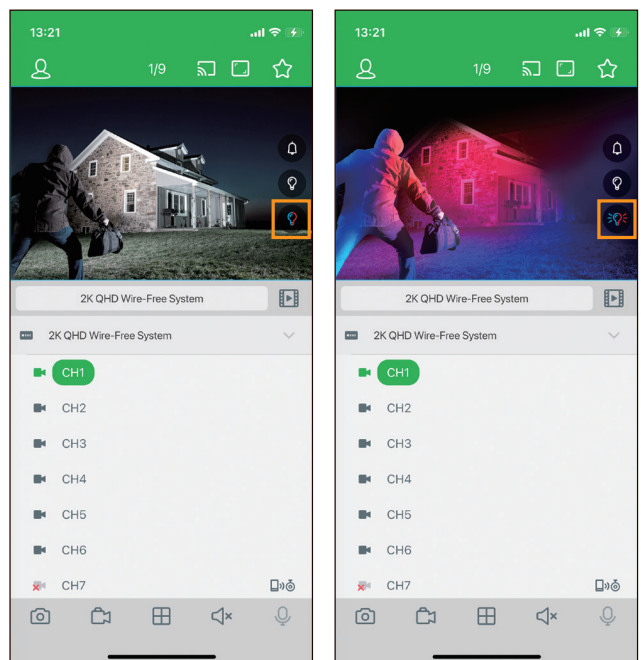 13:21
1/9
2K QHD Wire-Free System
2K QHD Wire-Free System
CH1
CH2
CH3
CH4
CH5
CH6
CH7
13:21
1/9
2K QHD Wire-Free System
2K QHD Wire-Free System
CH1
CH2
CH3
CH4
CH5
CH6
CH7